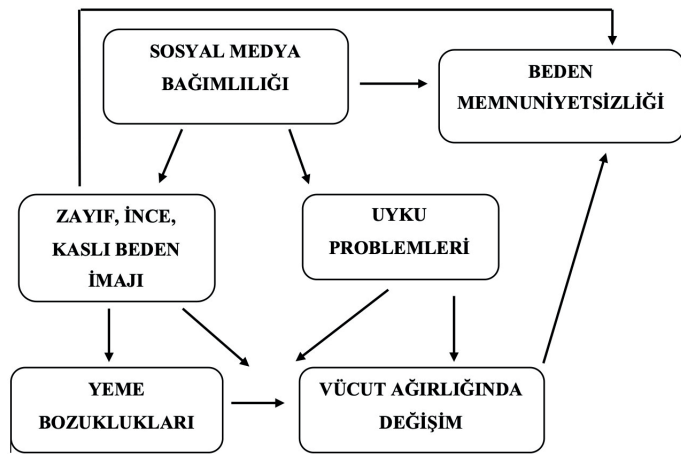 SOSYAL MEDYA
BAĞIMLILIĞI
BEDEN
MEMNUNİYETSİZLİĞİ
ZAYIF, İNCE,
KASLI BEDEN
İMAJI
UYKU
PROBLEMLERİ
YEME
BOZUKLUKLARI
VÜCUT AĞIRLIĞINDA
DEĞİŞİM